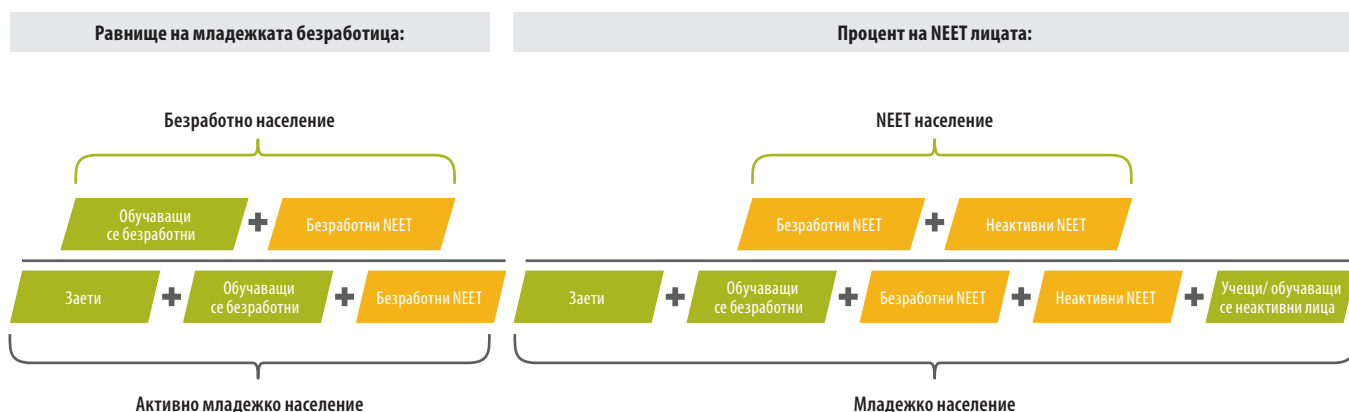 Равнище на младежката безработица:
Безработно население
Обучаващи
се безработни
+
Безработни NEET
Заети
+
Обучаващи
се безработни
+
Безработни NEET
Активно младежко население
Процент на NEET лицата:
NEET население
Безработни NEET
+
Неактивни NEET
Заети
+
Обучаващи
се безработни
+
Безработни NEET
+
Неактивни NEET
+
Учещи/ обучаващи
се неактивни лица
Младежко население